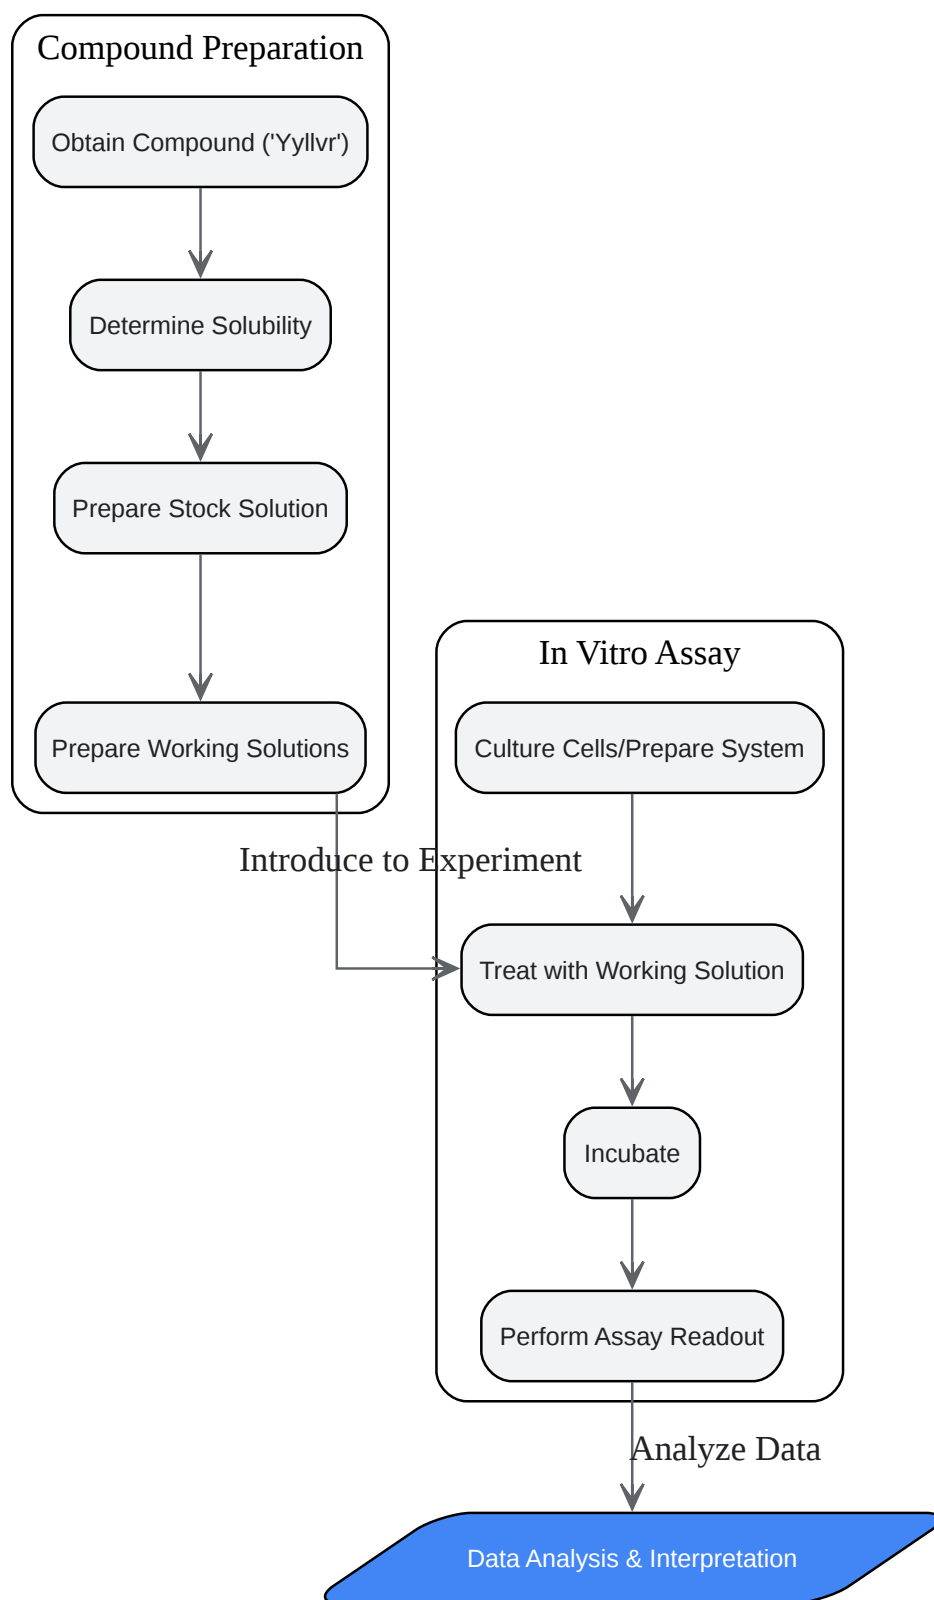 Compound Preparation
Obtain Compound ('Yyllvr')
Determine Solubility
Prepare Stock Solution
Prepare Working Solutions
Introduce to Experiment
In Vitro Assay
Culture Cells/Prepare System
Treat with Working Solution
Incubate
Perform Assay Readout
Analyze Data
Data Analysis & Interpretation